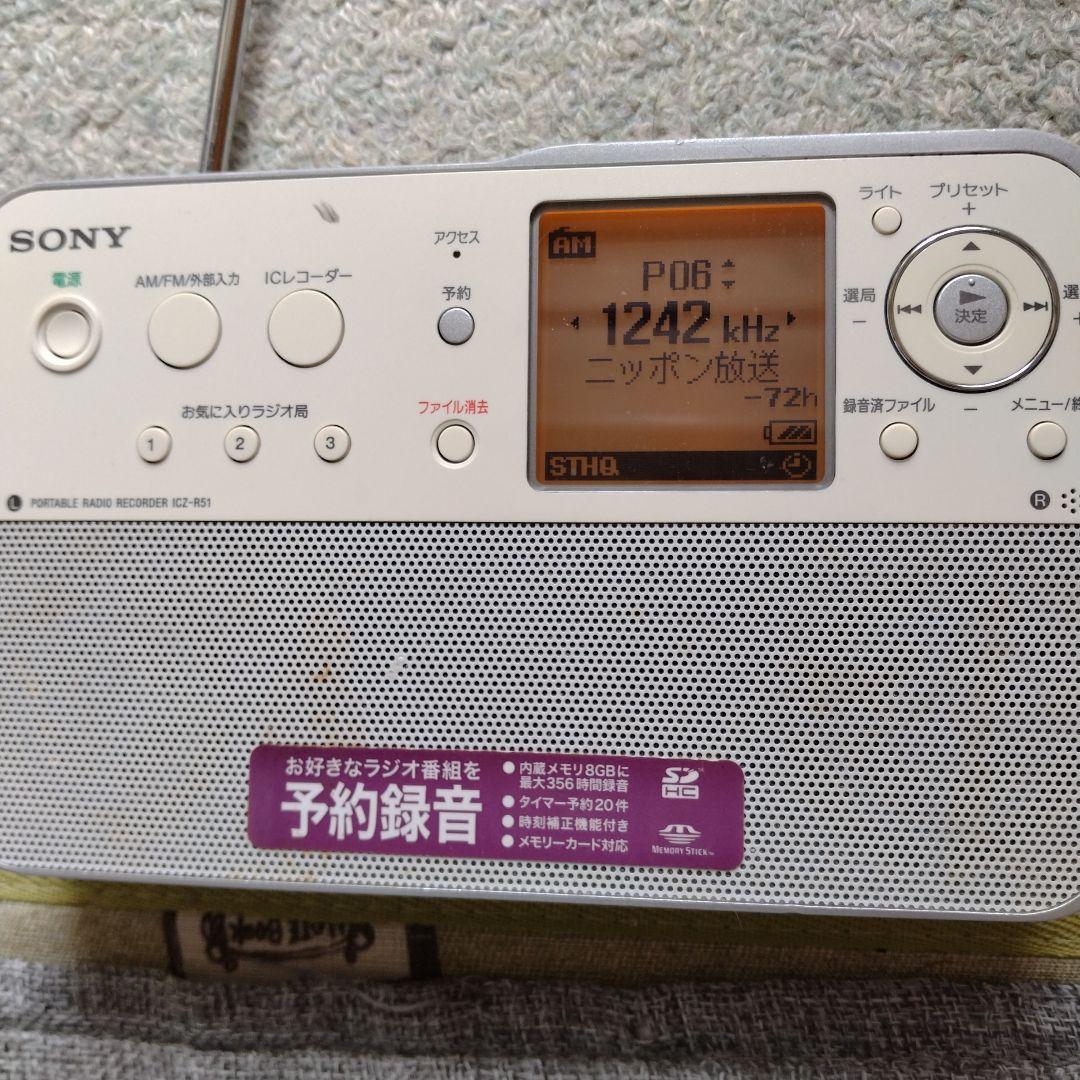 ライト
プリセット
+
SONY
アクセス
電源
AM/FM/外部入力
ICレコーダー
予約
選局
−
決定
選
AM
P06
1242 kHz
ニッポン放送
-72h
STHQ
お気に入りラジオ局
1
2
3
ファイル消去
録音済ファイル
−
メニュー/
L PORTABLE RADIO RECORDER ICZ-R51
R
お好きなラジオ番組を
予約録音
● 内蔵メモリ8GBに
最大356時間録音
● タイマー予約20件
● 時刻補正機能付き
● メモリーカード対応
SD
HC
MEMORY STICK™